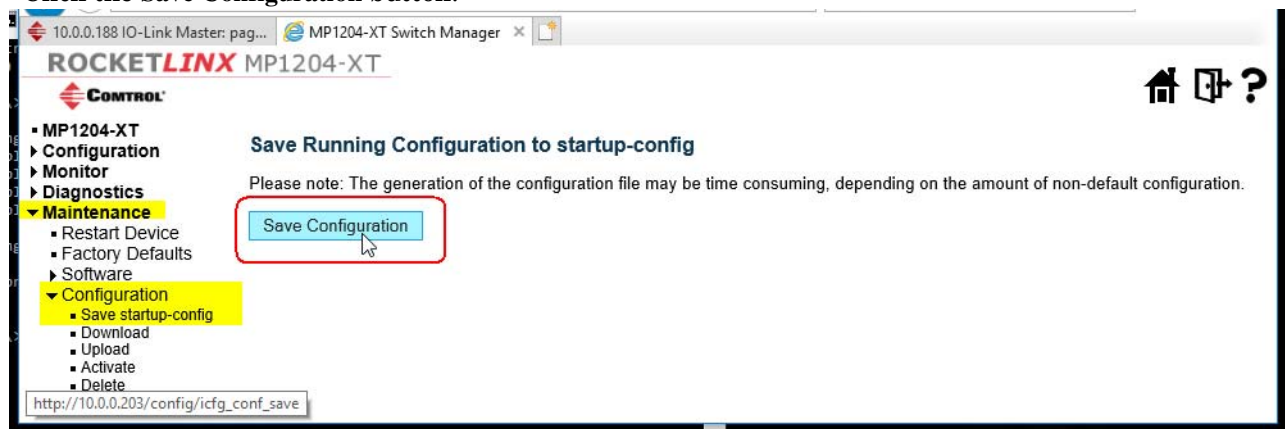 Click the Save Configuration button.
10.0.0.188 IO-Link Master: pag... MP1204-XT Switch Manager ×
ROCKETLINX MP1204-XT
COMTROL
MP1204-XT
Configuration
Monitor
Diagnostics
Maintenance
Restart Device
Factory Defaults
Software
Configuration
Save startup-config
Download
Upload
Activate
Delete
http://10.0.0.203/config/icfg_conf_save
Save Running Configuration to startup-config
Please note: The generation of the configuration file may be time consuming, depending on the amount of non-default configuration.
Save Configuration